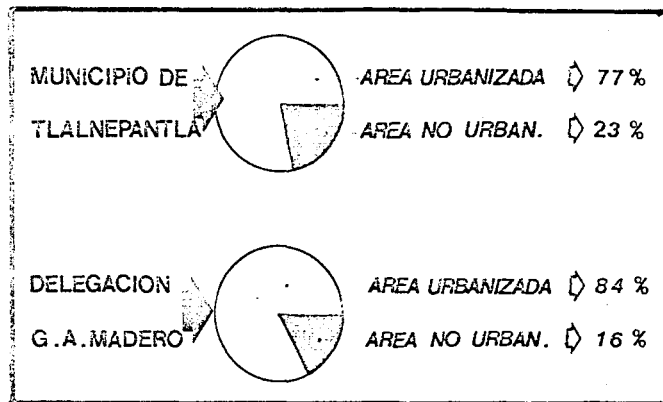 MUNICIPIO DE
TLALNEPANTLA
AREA URBANIZADA 77 %
AREA NO URBAN. 23 %
DELEGACION
G.A.MADERO
AREA URBANIZADA 84 %
AREA NO URBAN. 16 %